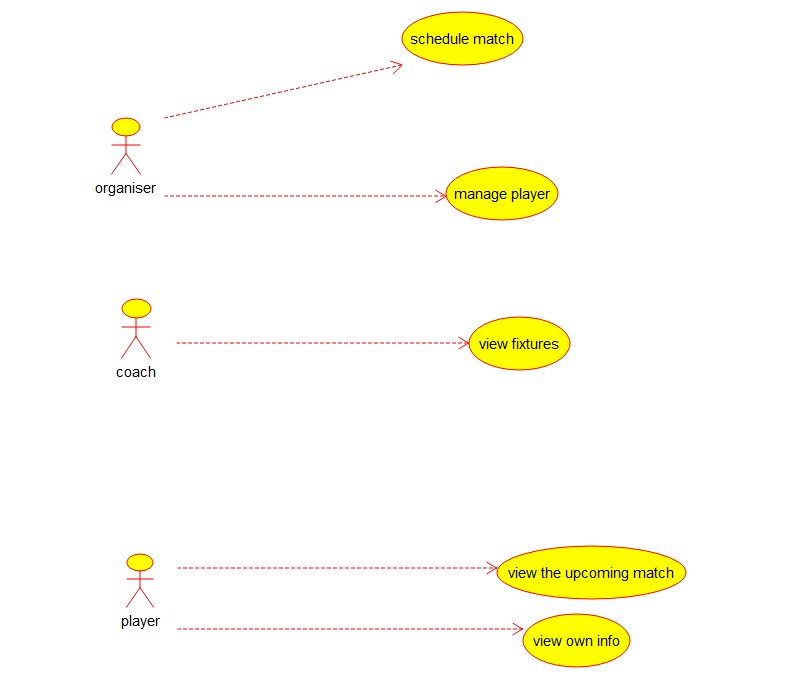 schedule match
organiser
manage player
coach
view fixtures
player
view the upcoming match
view own info